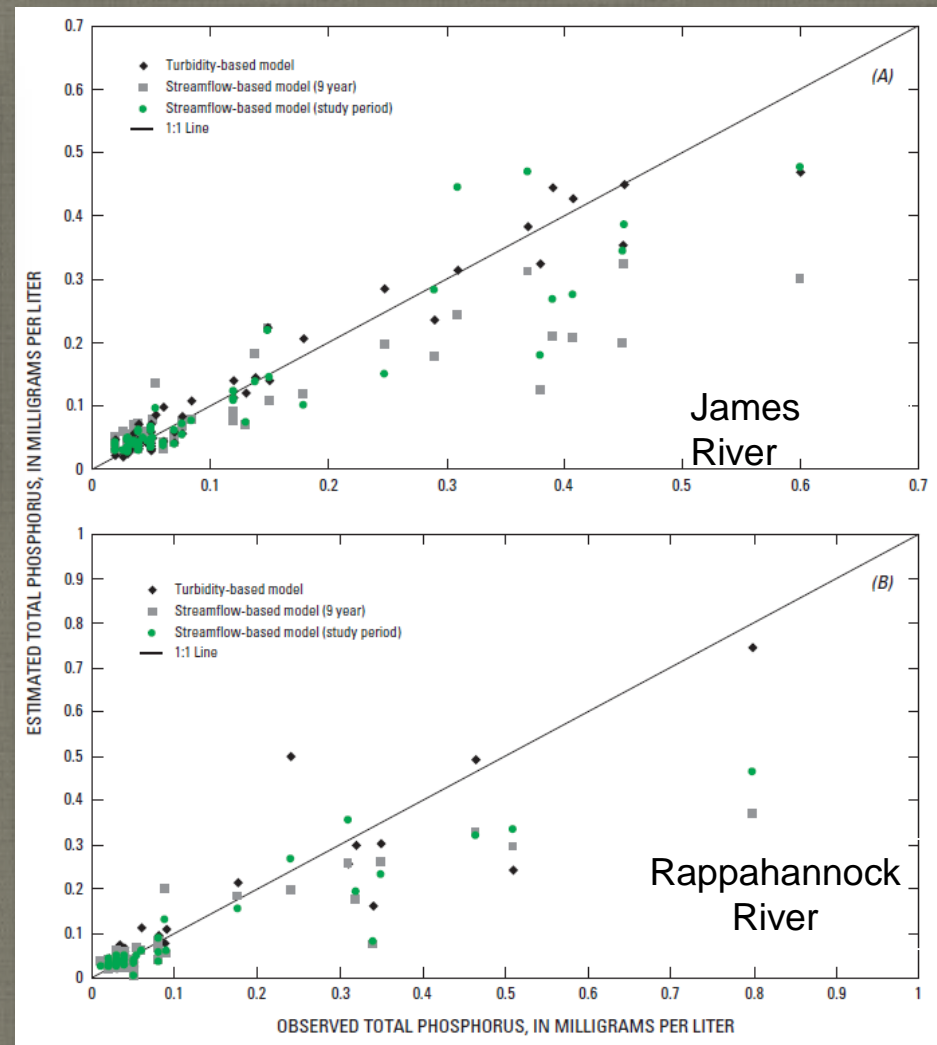 ESTIMATED TOTAL PHOSPHORUS, IN MILLIGRAMS PER LITER
0.7
0.6
0.5
0.4
0.3
0.2
0.1
0
Turbidity-based model
Streamflow-based model (9 year)
Streamflow-based model (study period)
1:1 Line
(A)
James
River
0
0.1
0.2
0.3
0.4
0.5
0.6
0.7
1
0.9
0.8
0.7
0.6
0.5
0.4
0.3
0.2
0.1
0
Turbidity-based model
Streamflow-based model (9 year)
Streamflow-based model (study period)
1:1 Line
(B)
Rappahannock
River
0
0.1
0.2
0.3
0.4
0.5
0.6
0.7
0.8
0.9
1
OBSERVED TOTAL PHOSPHORUS, IN MILLIGRAMS PER LITER